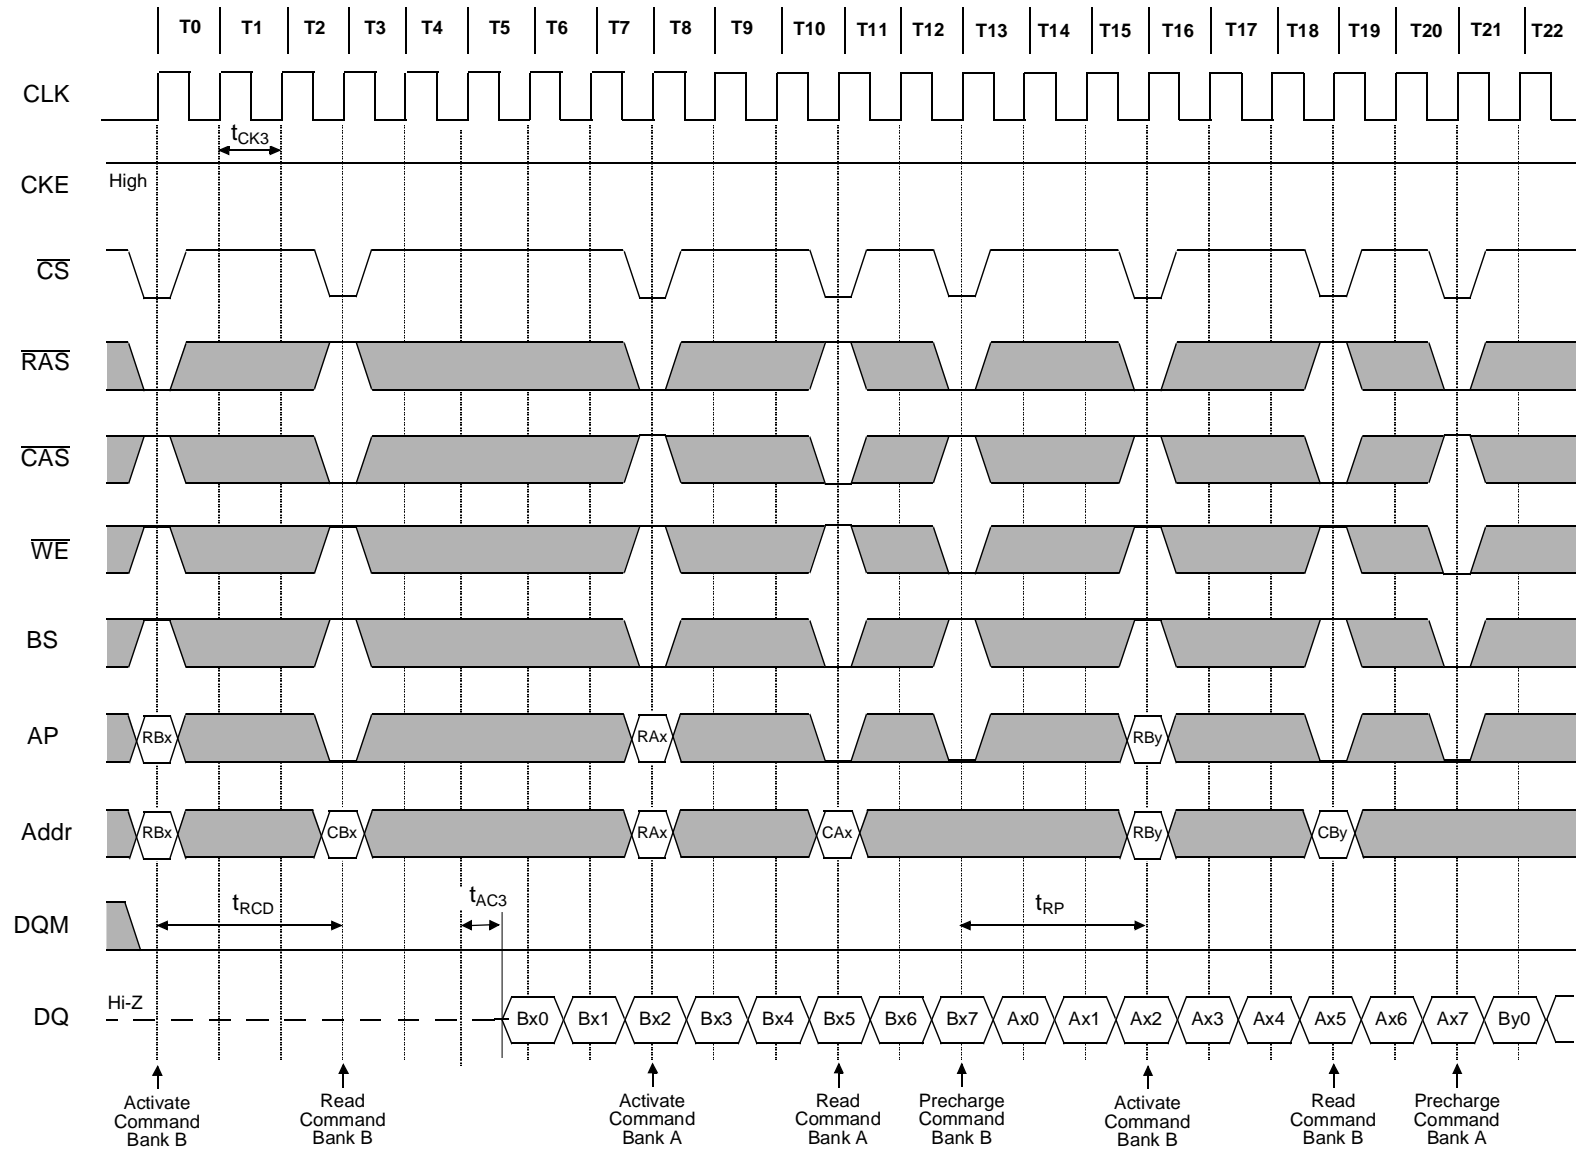 T0 T1 T2 T3 T4 T5 T6 T7 T8 T9 T10 T11 T12 T13 T14 T15 T16 T17 T18 T19 T20 T21 T22
CLK
tCK3
CKE High
CS
RAS
CAS
WE
BS
AP RBx RAx RBy
Addr RBx CBx RAx CAx RBy CBy
tRCD tAC3 tRP
DQM
Hi-Z
DQ Bx0 Bx1 Bx2 Bx3 Bx4 Bx5 Bx6 Bx7 Ax0 Ax1 Ax2 Ax3 Ax4 Ax5 Ax6 Ax7 By0
Activate
Command
Bank B
Read
Command
Bank B
Activate
Command
Bank A
Read
Command
Bank A
Precharge
Command
Bank B
Activate
Command
Bank B
Read
Command
Bank B
Precharge
Command
Bank A